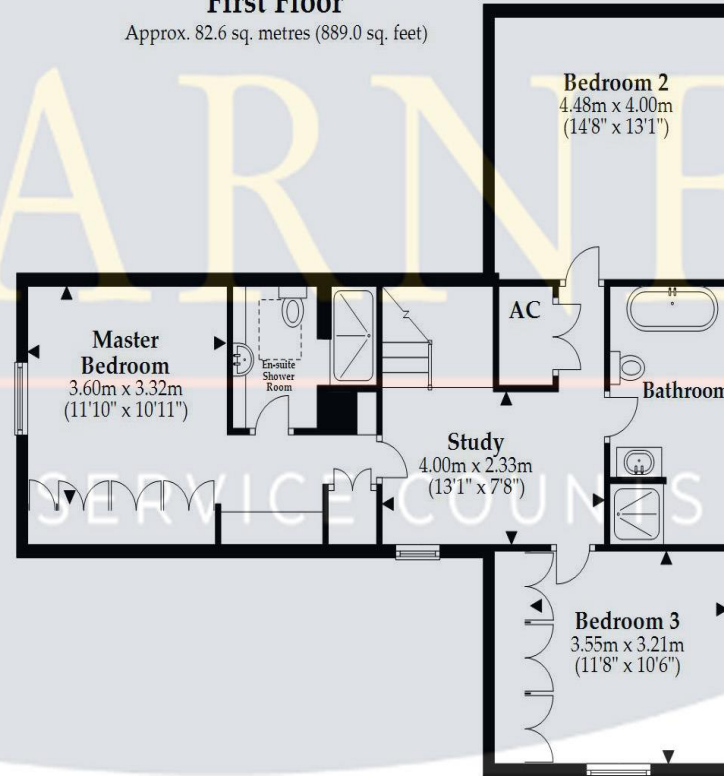 First Floor
Approx. 82.6 sq. metres (889.0 sq. feet)
ARNE
Bedroom 2
4.48m x 4.00m
(14'8" x 13'1")
AC
Master
Bedroom
3.60m x 3.32m
(11'10" x 10'11")
En-suite
Shower
Room
Bathroom
Study
4.00m x 2.33m
(13'1" x 7'8")
SERVICE COUNTS
Bedroom 3
3.55m x 3.21m
(11'8" x 10'6")